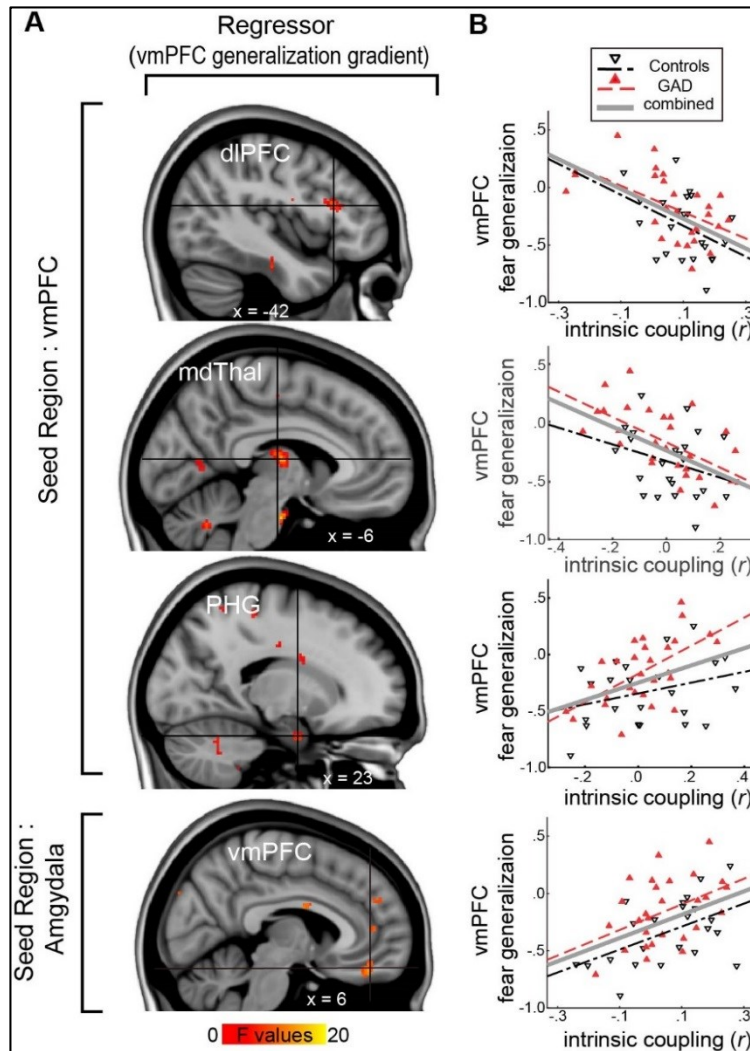 A
Regressor
(vmPFC generalization gradient)
Seed Region : vmPFC
dlPFC
x = -42
mdThal
x = -6
PHG
x = 23
Seed Region :
Amgydala
vmPFC
x = 6
0 F values 20
B
Controls
GAD
combined
vmPFC
fear generalizaion
.5
.0
-.5
-1.0
-.3 -.1 .1 .3
intrinsic coupling (r)
vmPFC
fear generalizaion
.5
.0
-.5
-1.0
-.4 -.2 .0 .2
intrinsic coupling (r)
vmPFC
fear generalizaion
.5
.0
-.5
-1.0
-.2 .0 .2 .4
intrinsic coupling (r)
vmPFC
fear generalizaion
.5
.0
-.5
-1.0
-.3 -.1 .1 .3
intrinsic coupling (r)